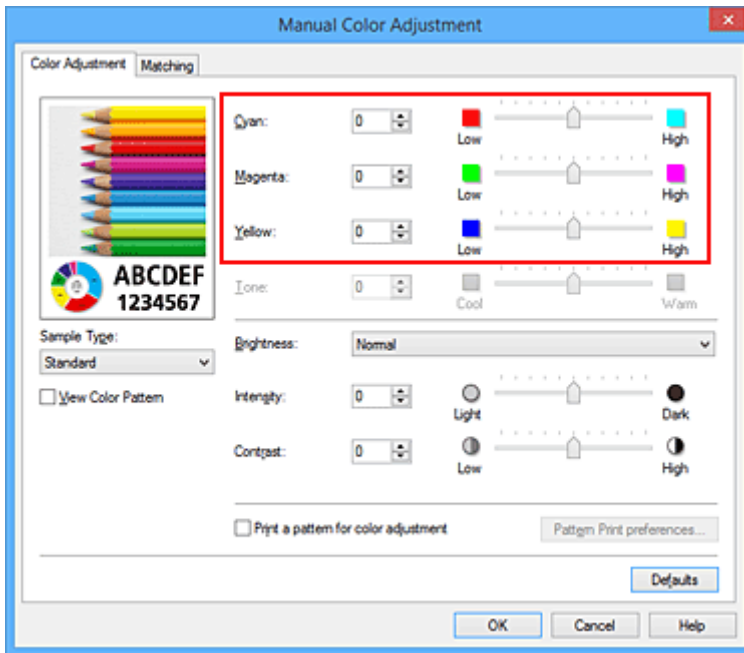 Manual Color Adjustment
Color Adjustment
Matching
Cyan: 0 Low High
Magenta: 0 Low High
Yellow: 0 Low High
ABCDEF
1234567
Tone: 0 Cool Warm
Sample Type:
Standard
View Color Pattern
Brightness: Normal
Intensity: 0 Light Dark
Contrast: 0 Low High
Print a pattern for color adjustment
Pattern Print preferences...
Defaults
OK Cancel Help